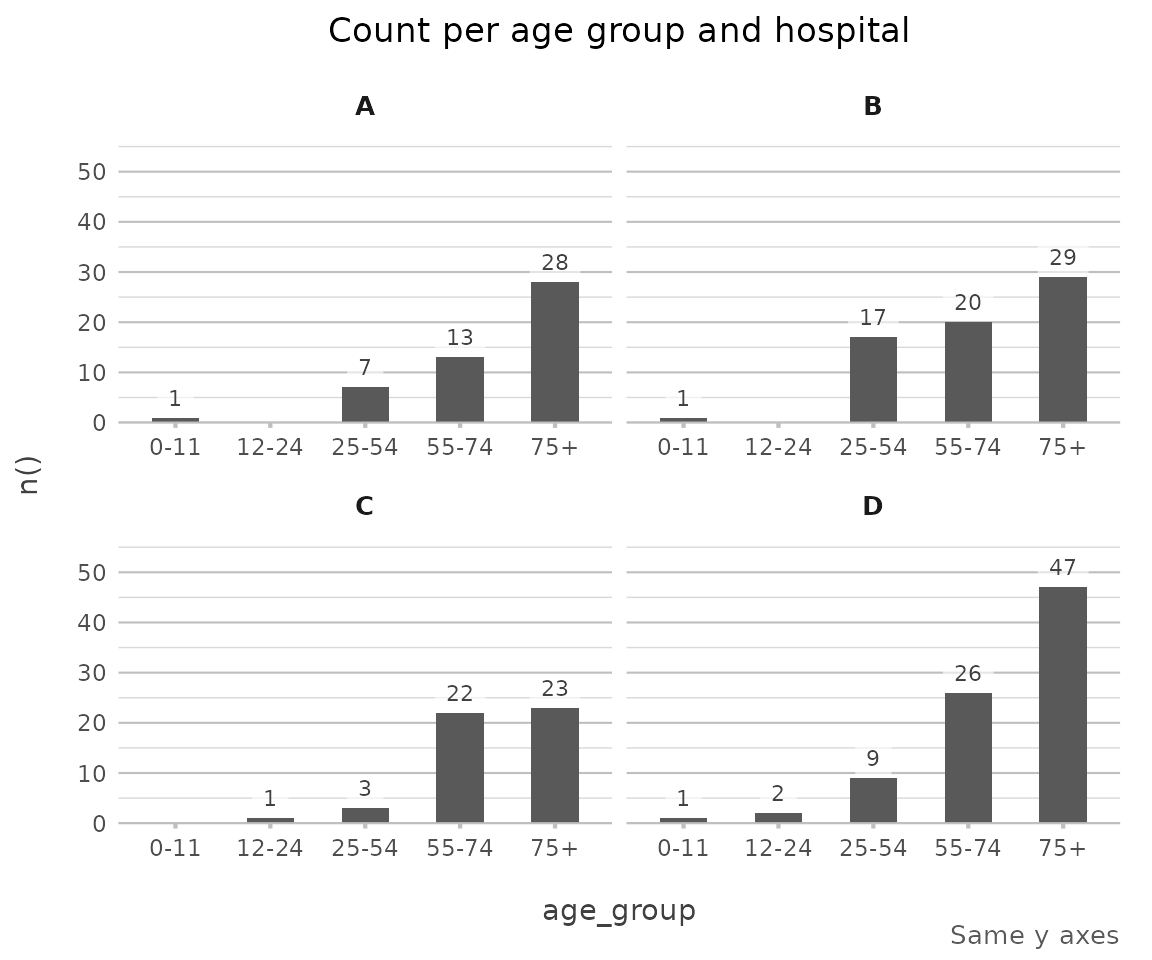 Count per age group and hospital
A
B
50
40
30
20
10
0
1
7
13
28
1
17
20
29
0-11 12-24 25-54 55-74 75+
0-11 12-24 25-54 55-74 75+
n()
C
D
50
40
30
20
10
0
1
3
22
23
1
2
9
26
47
0-11 12-24 25-54 55-74 75+
0-11 12-24 25-54 55-74 75+
age_group
Same y axes